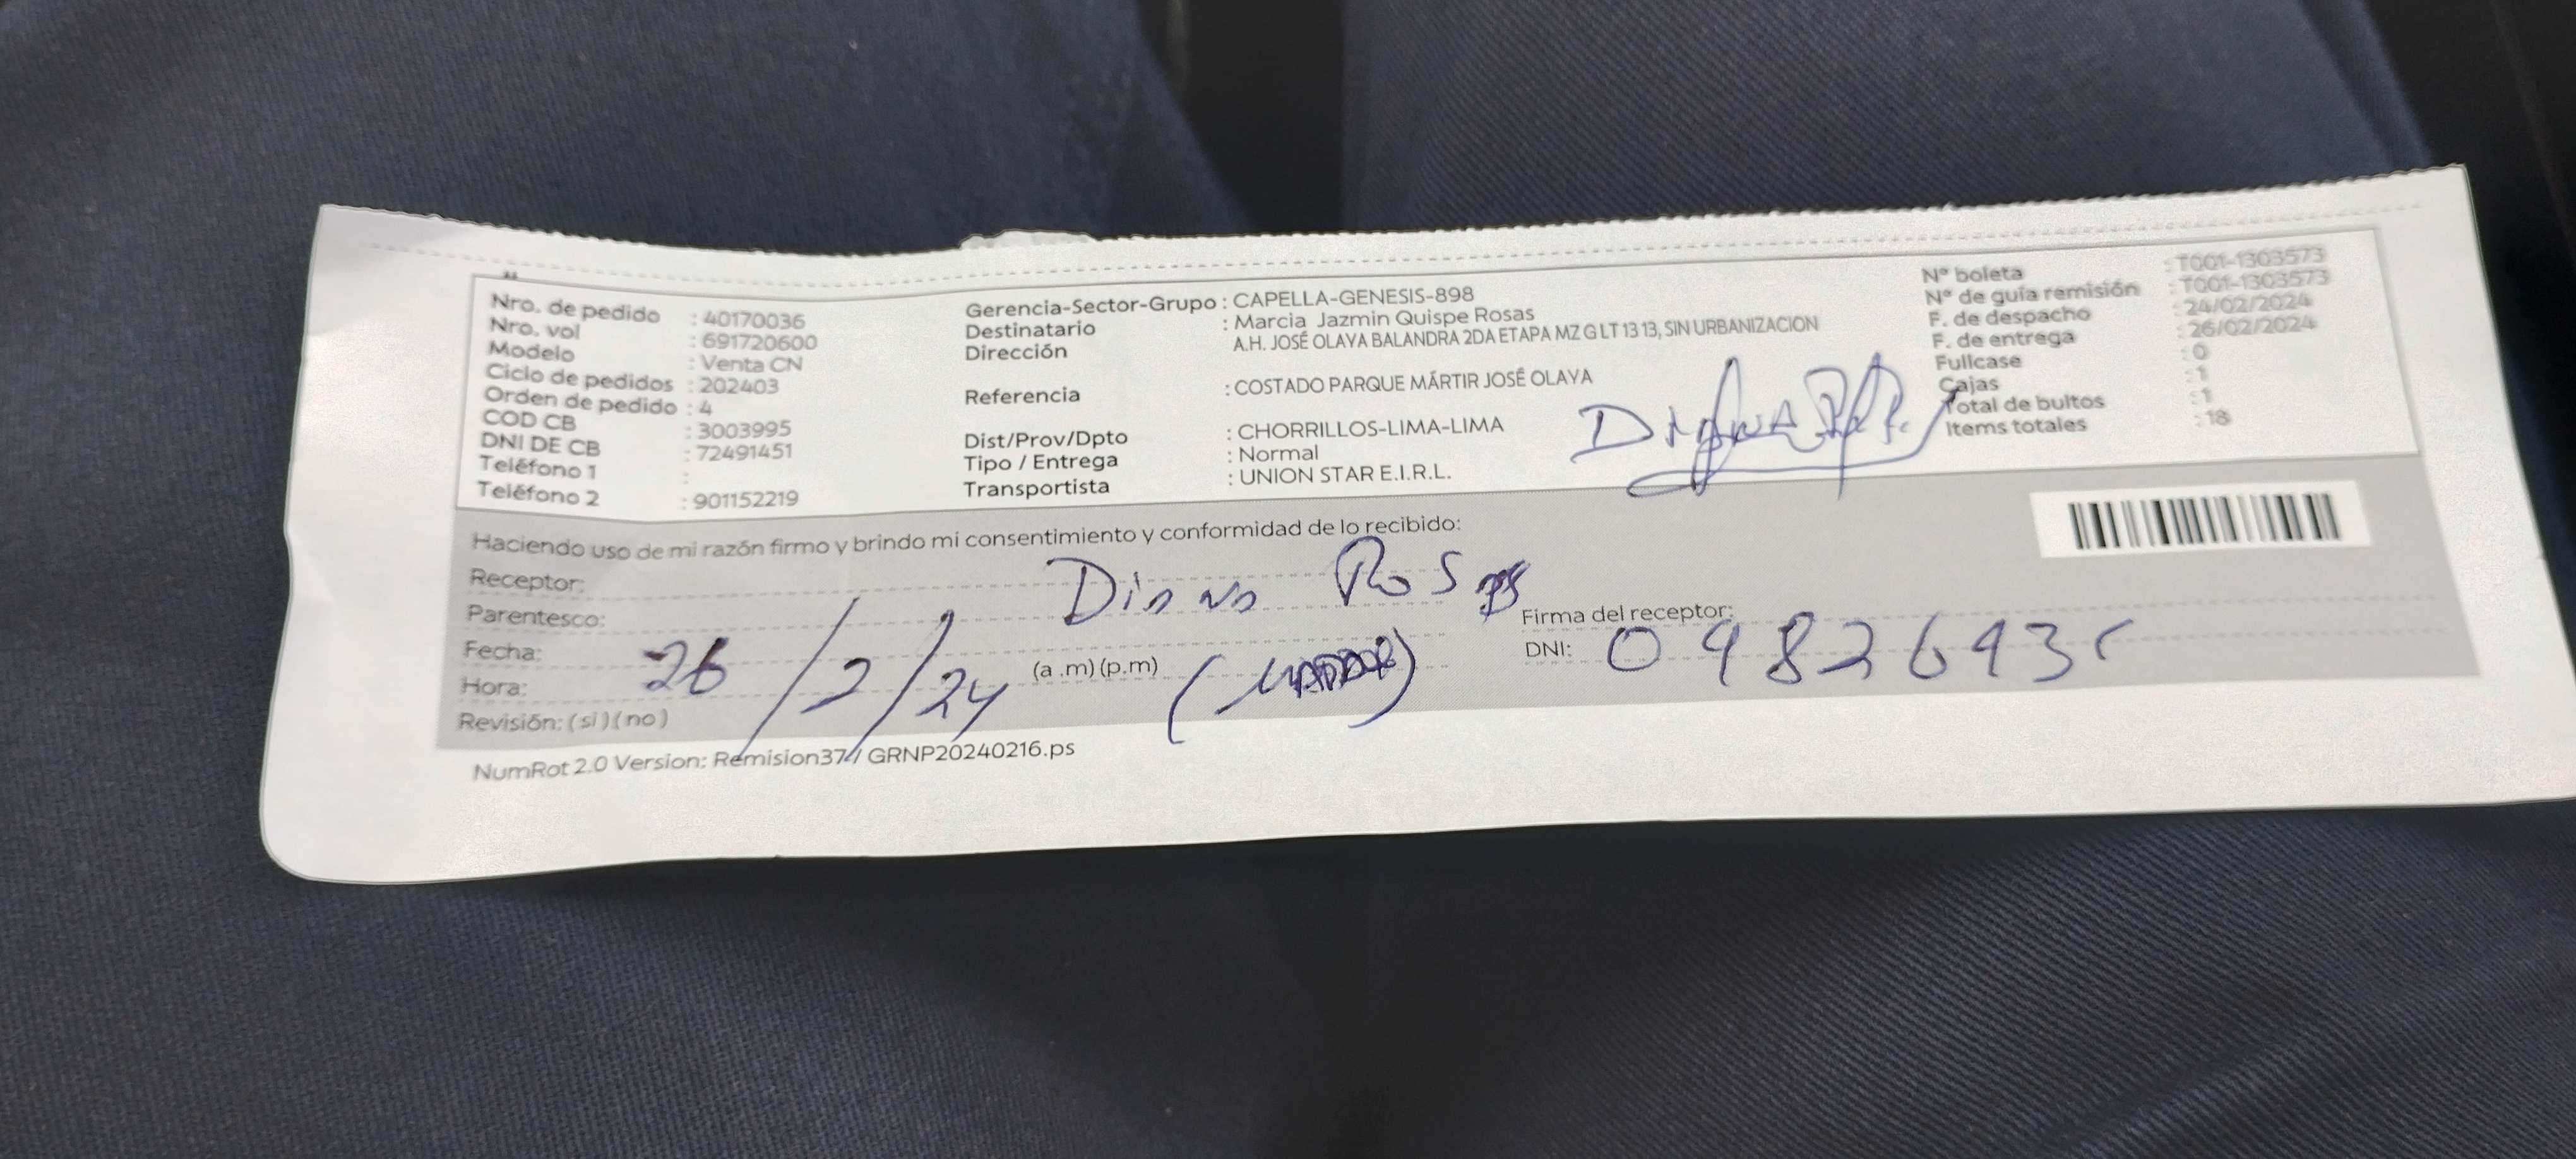 Nro. de pedido : 40170036
Nro. vol : 691720600
Modelo : Venta CN
Ciclo de pedidos : 202403
Orden de pedido : 4
COD CB : 3003995
DNI DE CB : 72491451
Teléfono 1 :
Teléfono 2 : 901152219
Gerencia-Sector-Grupo : CAPELLA-GENESIS-898
Destinatario : Marcia Jazmin Quispe Rosas
Dirección A.H. JOSÉ OLAYA BALANDRA 2DA ETAPA MZ G LT 13 13, SIN URBANIZACION
Referencia : COSTADO PARQUE MÁRTIR JOSÉ OLAYA
Dist/Prov/Dpto : CHORRILLOS-LIMA-LIMA
Tipo / Entrega : Normal
Transportista : UNION STAR E.I.R.L.
N° boleta : T001-1303573
N° de guía remisión : T001-1303573
F. de despacho : 24/02/2024
F. de entrega : 26/02/2024
Fullcase : 0
Cajas : 1
Total de bultos : 1
Items totales : 18
Haciendo uso de mi razón firmo y brindo mi consentimiento y conformidad de lo recibido:
Receptor: Diana Rosas
Parentesco:
Fecha: 26/2/24
Hora: (a .m) (p.m)
Revisión: (si) (no)
Firma del receptor:
DNI:
NumRot 2.0 Version: Remision374/ GRNP20240216.ps